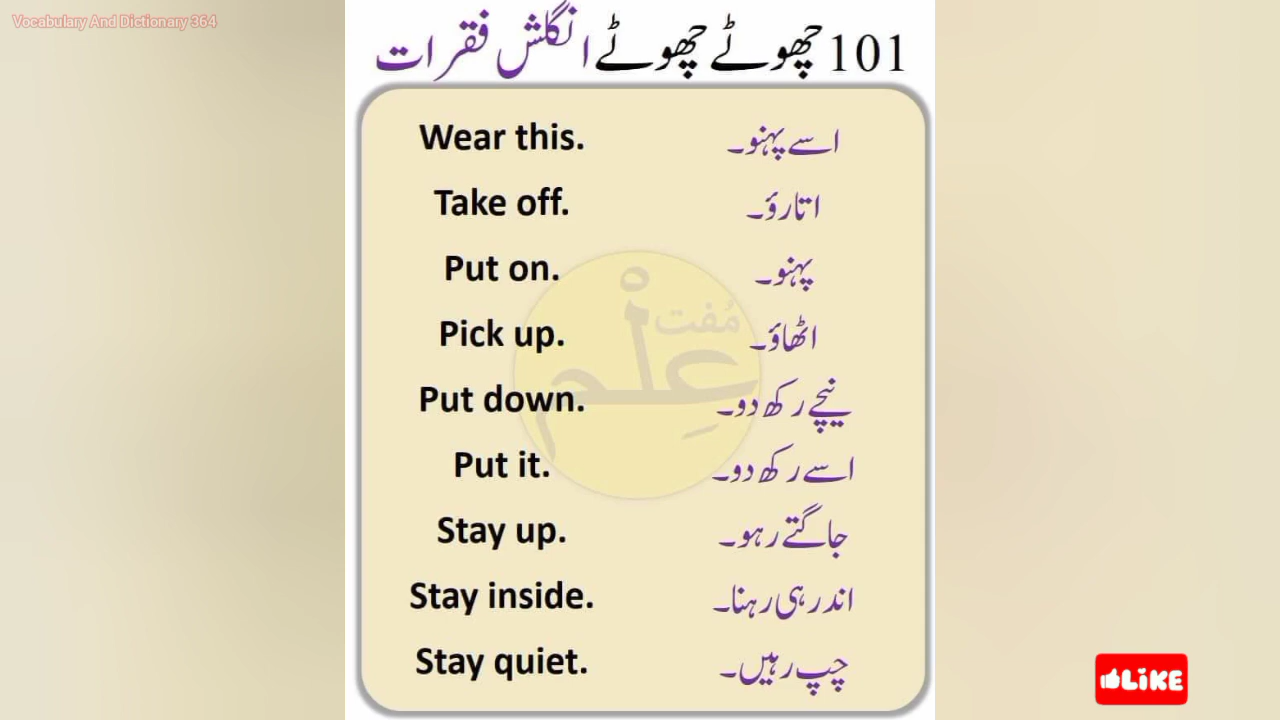 Vocabulary And Dictionary 364
101 چھوٹے چھوٹے انگلش فقرات
Wear this. اسے پہنو۔
Take off. اتارؤ۔
Put on. پہنو۔
Pick up. اٹھاؤ۔
Put down. نیچے رکھ دو۔
Put it. اسے رکھ دو۔
Stay up. جاگتے رہو۔
Stay inside. اندر ہی رہنا۔
Stay quiet. چپ رہیں۔
مُفت
عِلْم
LIKE